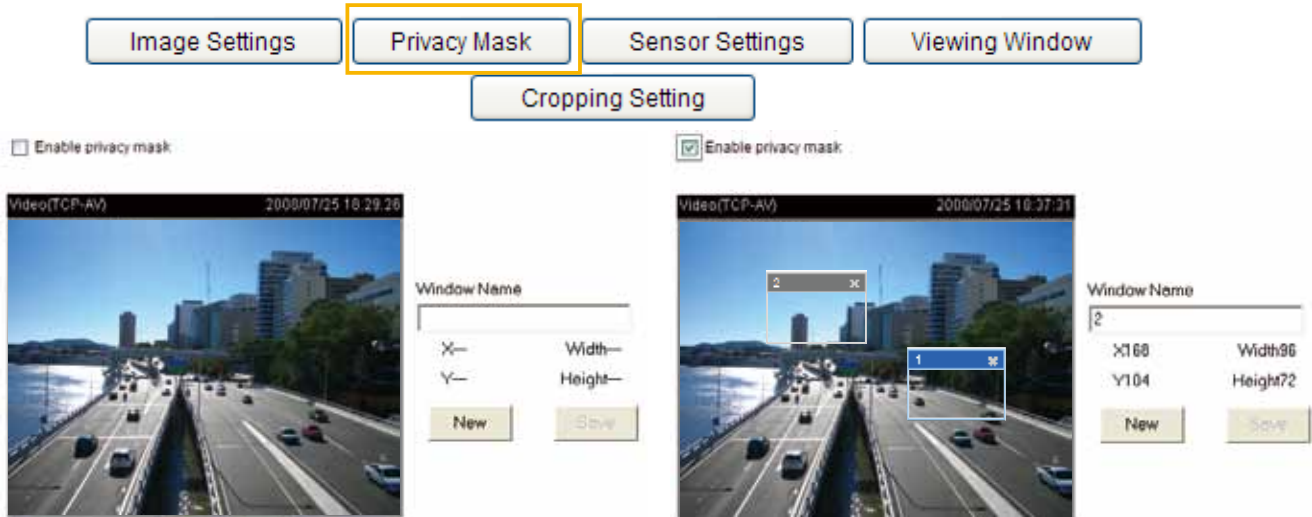 Image Settings
Privacy Mask
Sensor Settings
Viewing Window
Cropping Setting
Enable privacy mask
Video(TCP-AV) 2008/07/25 18:29:26
Window Name
X— Width—
Y— Height—
New Save
Enable privacy mask
Video(TCP-AV) 2008/07/25 18:37:31
2
1
Window Name
2
X168 Width96
Y104 Height72
New Save